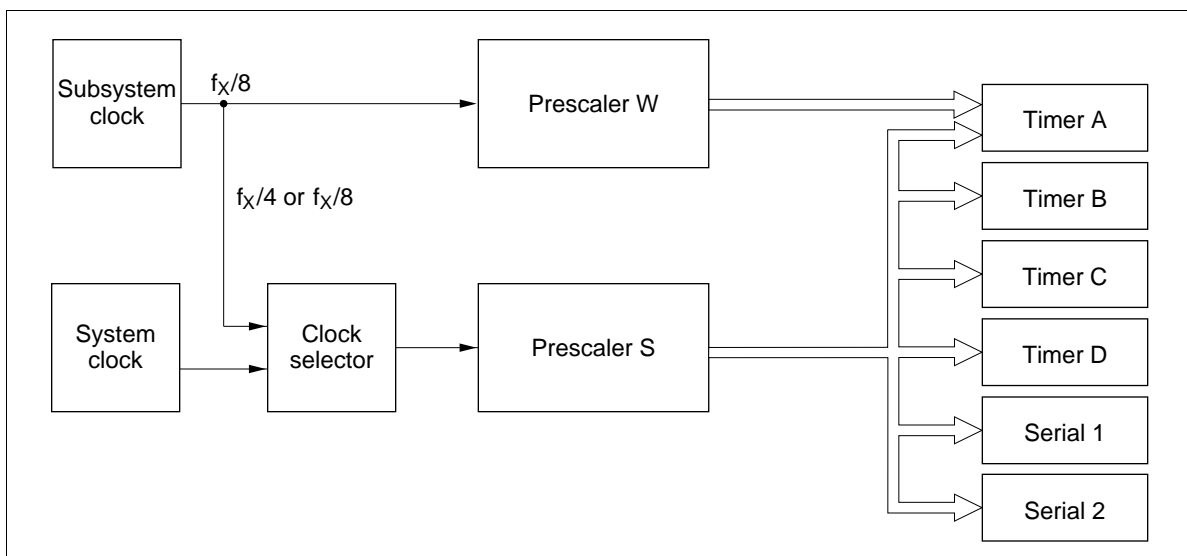 Subsystem
clock
fX/8
Prescaler W
Timer A
Timer B
fX/4 or fX/8
Timer C
System
clock
Clock
selector
Prescaler S
Timer D
Serial 1
Serial 2